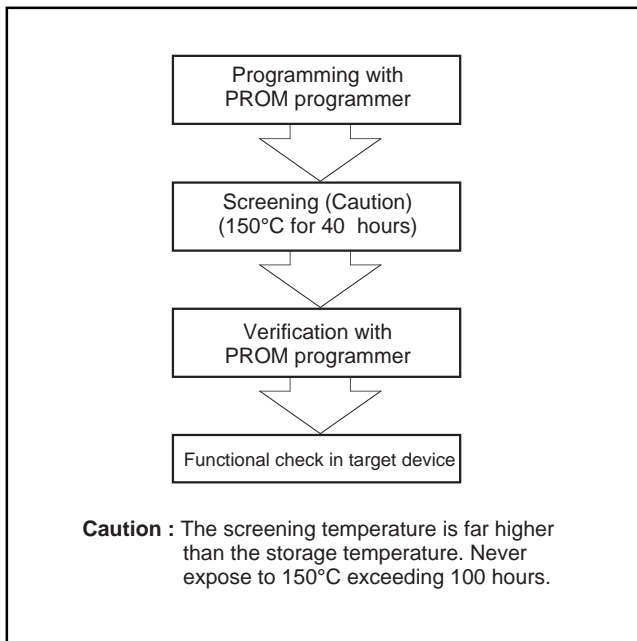 Programming with
PROM programmer
Screening (Caution)
(150°C for 40 hours)
Verification with
PROM programmer
Functional check in target device
Caution : The screening temperature is far higher
than the storage temperature. Never
expose to 150°C exceeding 100 hours.